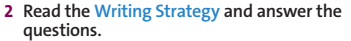 2 Read the Writing Strategy and answer the
questions.